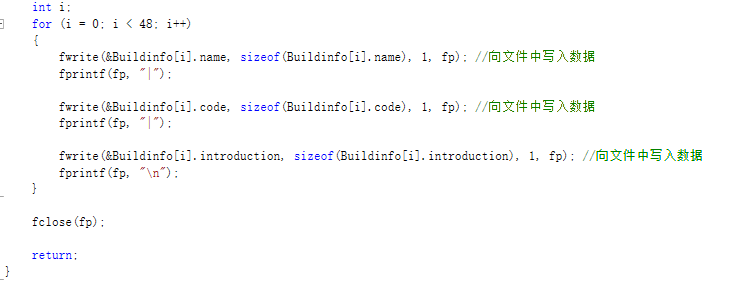 int i;
for (i = 0; i < 48; i++)
{
fwrite(&Buildinfo[i].name, sizeof(Buildinfo[i].name), 1, fp); //向文件中写入数据
fprintf(fp, "|");
fwrite(&Buildinfo[i].code, sizeof(Buildinfo[i].code), 1, fp); //向文件中写入数据
fprintf(fp, "|");
fwrite(&Buildinfo[i].introduction, sizeof(Buildinfo[i].introduction), 1, fp); //向文件中写入数据
fprintf(fp, "\n");
}
fclose(fp);
return;
}